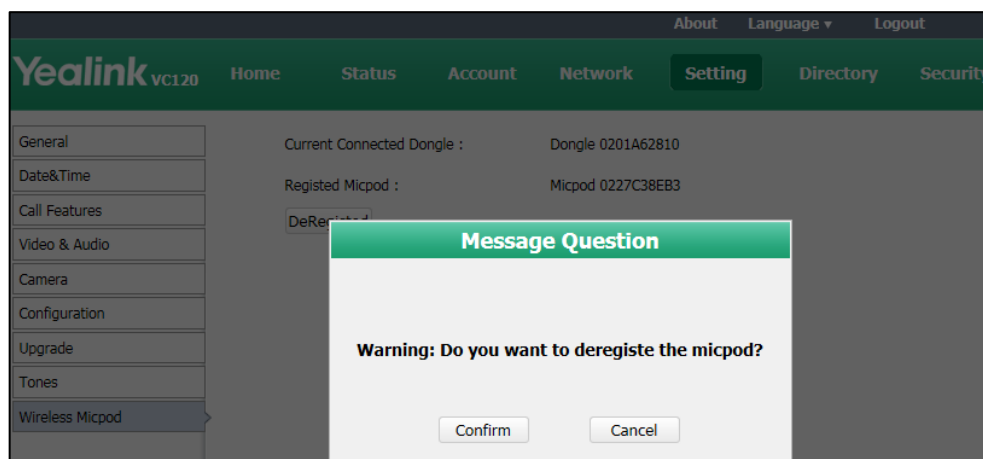 About Language ▾ Logout
Yealink VC120 Home Status Account Network Setting Directory Security
General
Current Connected Dongle : Dongle 0201A62810
Date&Time
Registed Micpod : Micpod 0227C38EB3
Call Features
DeRegisted
Video & Audio
Message Question
Camera
Configuration
Upgrade
Warning: Do you want to deregiste the micpod?
Tones
Wireless Micpod
Confirm Cancel